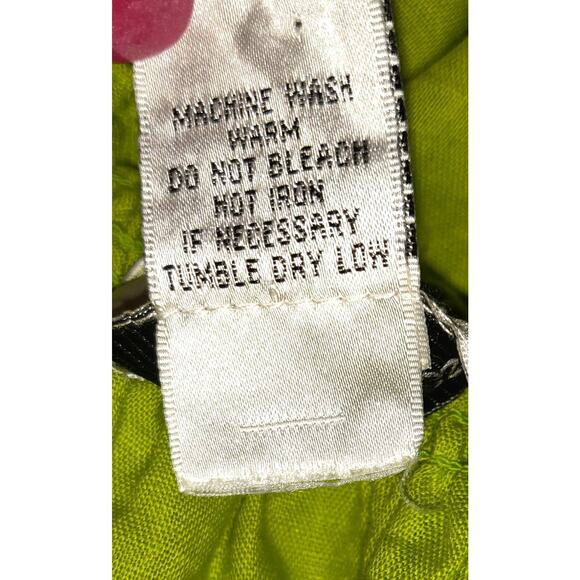 MACHINE WASH
WARM
DO NOT BLEACH
HOT IRON
IF NECESSARY
TUMBLE DRY LOW